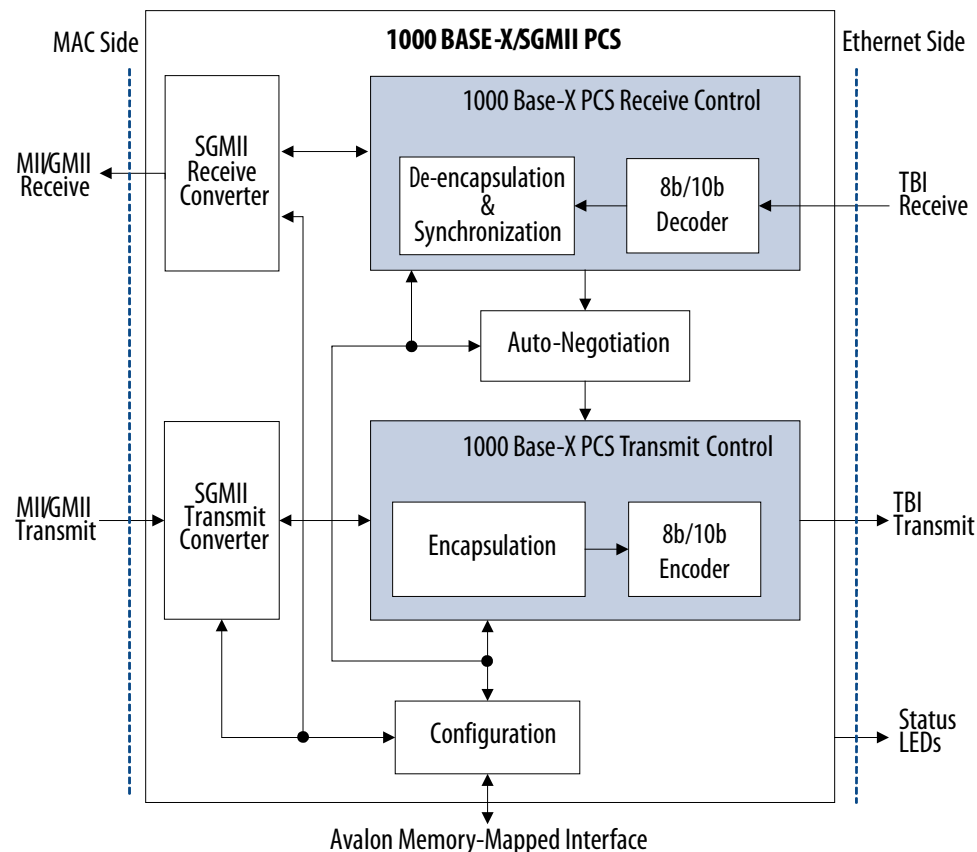 MAC Side
1000 BASE-X/SGMII PCS
Ethernet Side
1000 Base-X PCS Receive Control
MII/GMII
Receive
SGMII
Receive
Converter
De-encapsulation
&
Synchronization
8b/10b
Decoder
TBI
Receive
Auto-Negotiation
1000 Base-X PCS Transmit Control
MII/GMII
Transmit
SGMII
Transmit
Converter
Encapsulation
8b/10b
Encoder
TBI
Transmit
Configuration
Status
LEDs
Avalon Memory-Mapped Interface